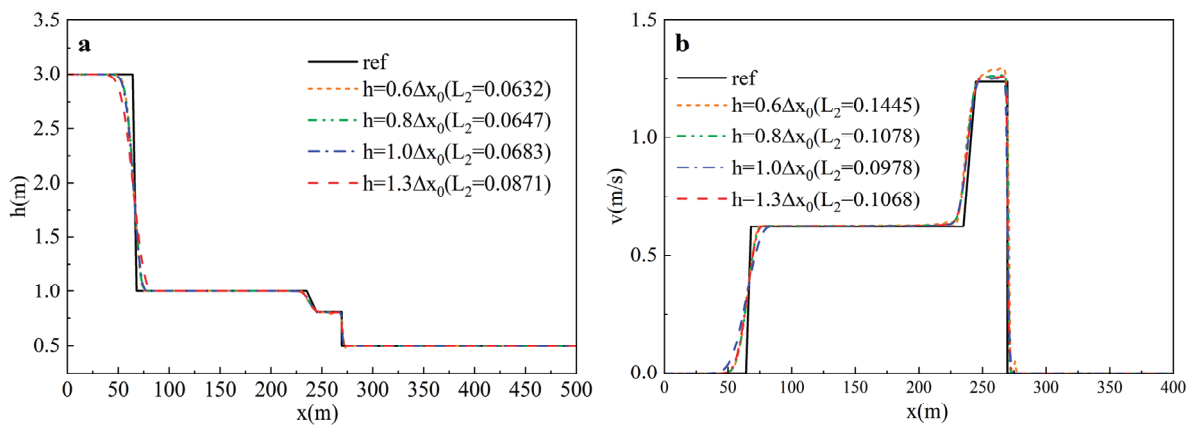 a
ref
h=0.6Δx₀(L₂=0.0632)
h=0.8Δx₀(L₂=0.0647)
h=1.0Δx₀(L₂=0.0683)
h=1.3Δx₀(L₂=0.0871)
3.5
3.0
2.5
2.0
1.5
1.0
0.5
h(m)
0 50 100 150 200 250 300 350 400 450 500
x(m)
b
ref
h=0.6Δx₀(L₂=0.1445)
h−0.8Δx₀(L₂−0.1078)
h=1.0Δx₀(L₂=0.0978)
h−1.3Δx₀(L₂−0.1068)
1.5
1.0
0.5
0.0
v(m/s)
0 50 100 150 200 250 300 350 400
x(m)